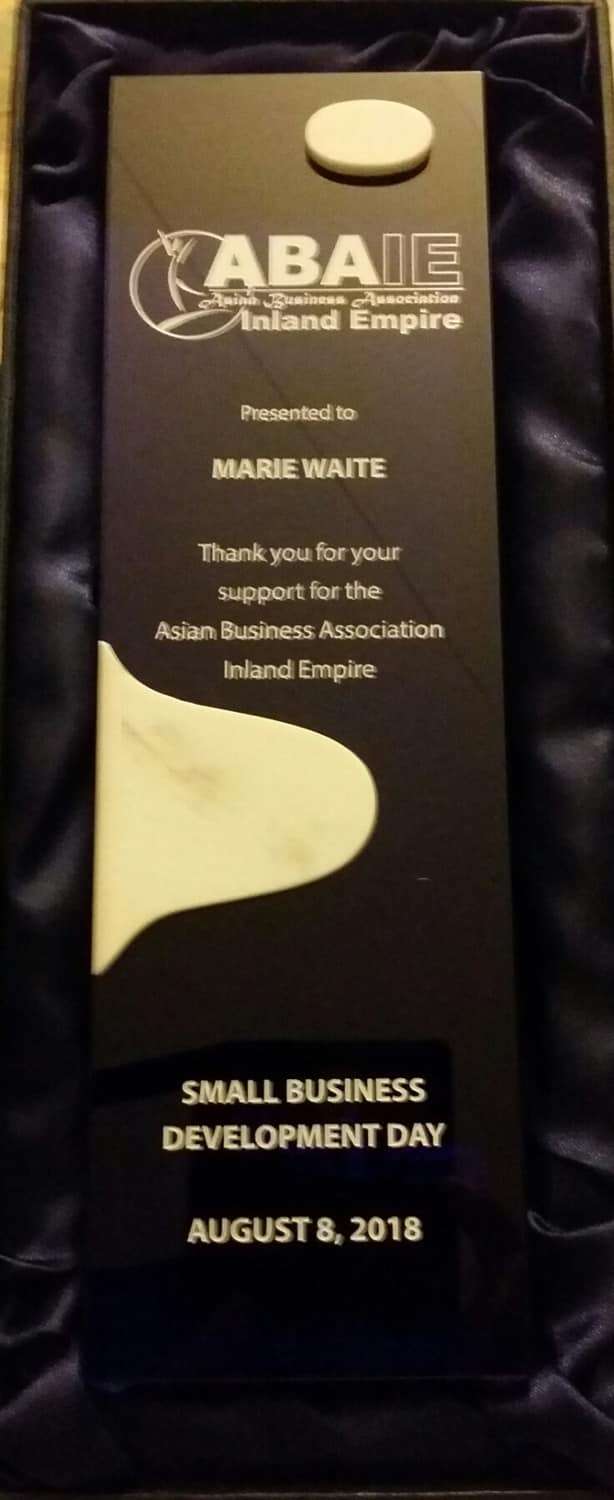 ABAIE
Asian Business Association
Inland Empire
Presented to
MARIE WAITE
Thank you for your
support for the
Asian Business Association
Inland Empire
SMALL BUSINESS
DEVELOPMENT DAY
AUGUST 8, 2018